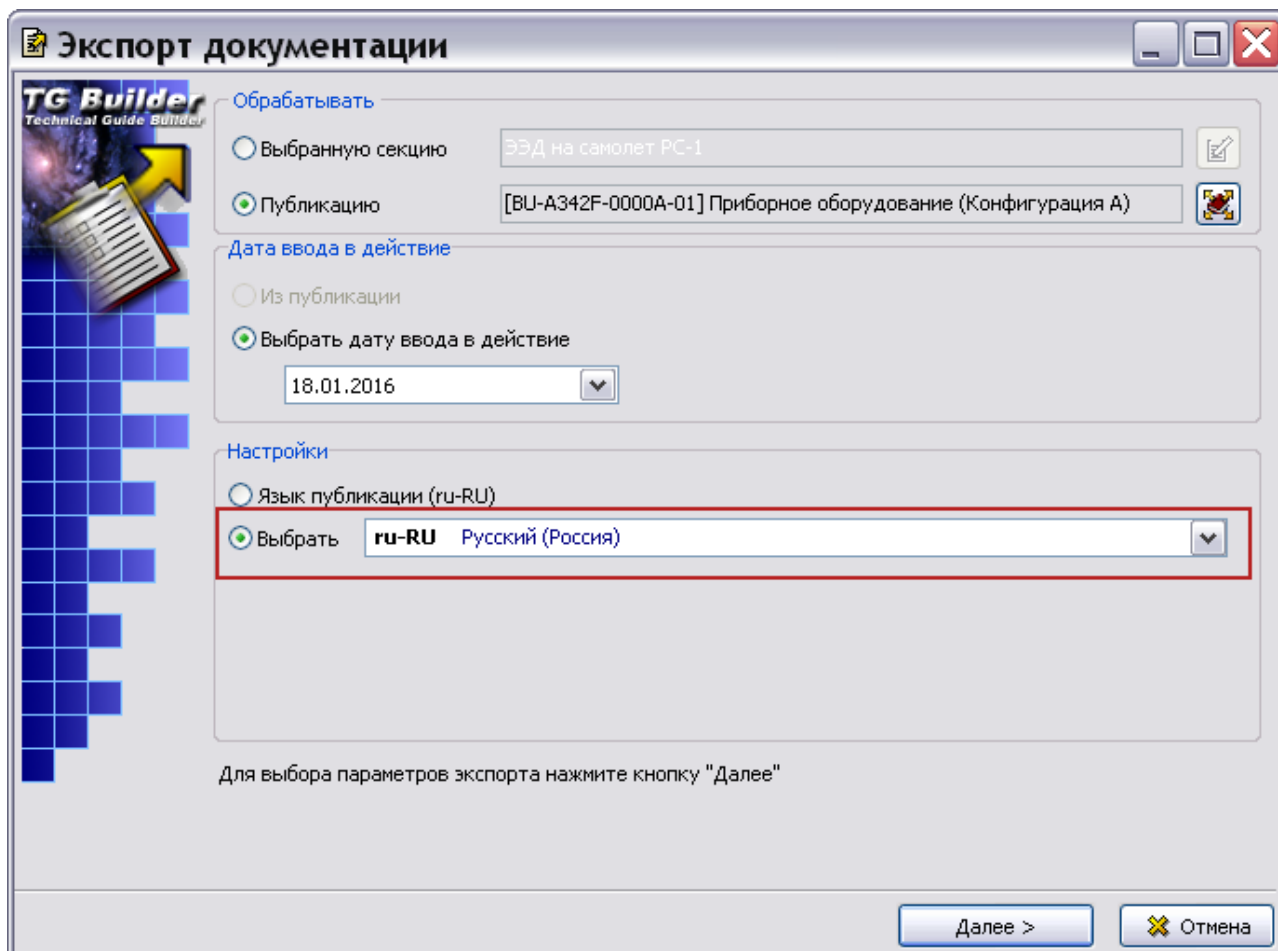 Экспорт документации
TG Builder
Technical Guide Builder
Обрабатывать
Выбранную секцию ЭЭД на самолет РС-1
Публикацию [BU-A342F-0000A-01] Приборное оборудование (Конфигурация А)
Дата ввода в действие
Из публикации
Выбрать дату ввода в действие
18.01.2016
Настройки
Язык публикации (ru-RU)
Выбрать ru-RU Русский (Россия)
Для выбора параметров экспорта нажмите кнопку "Далее"
Далее > Отмена